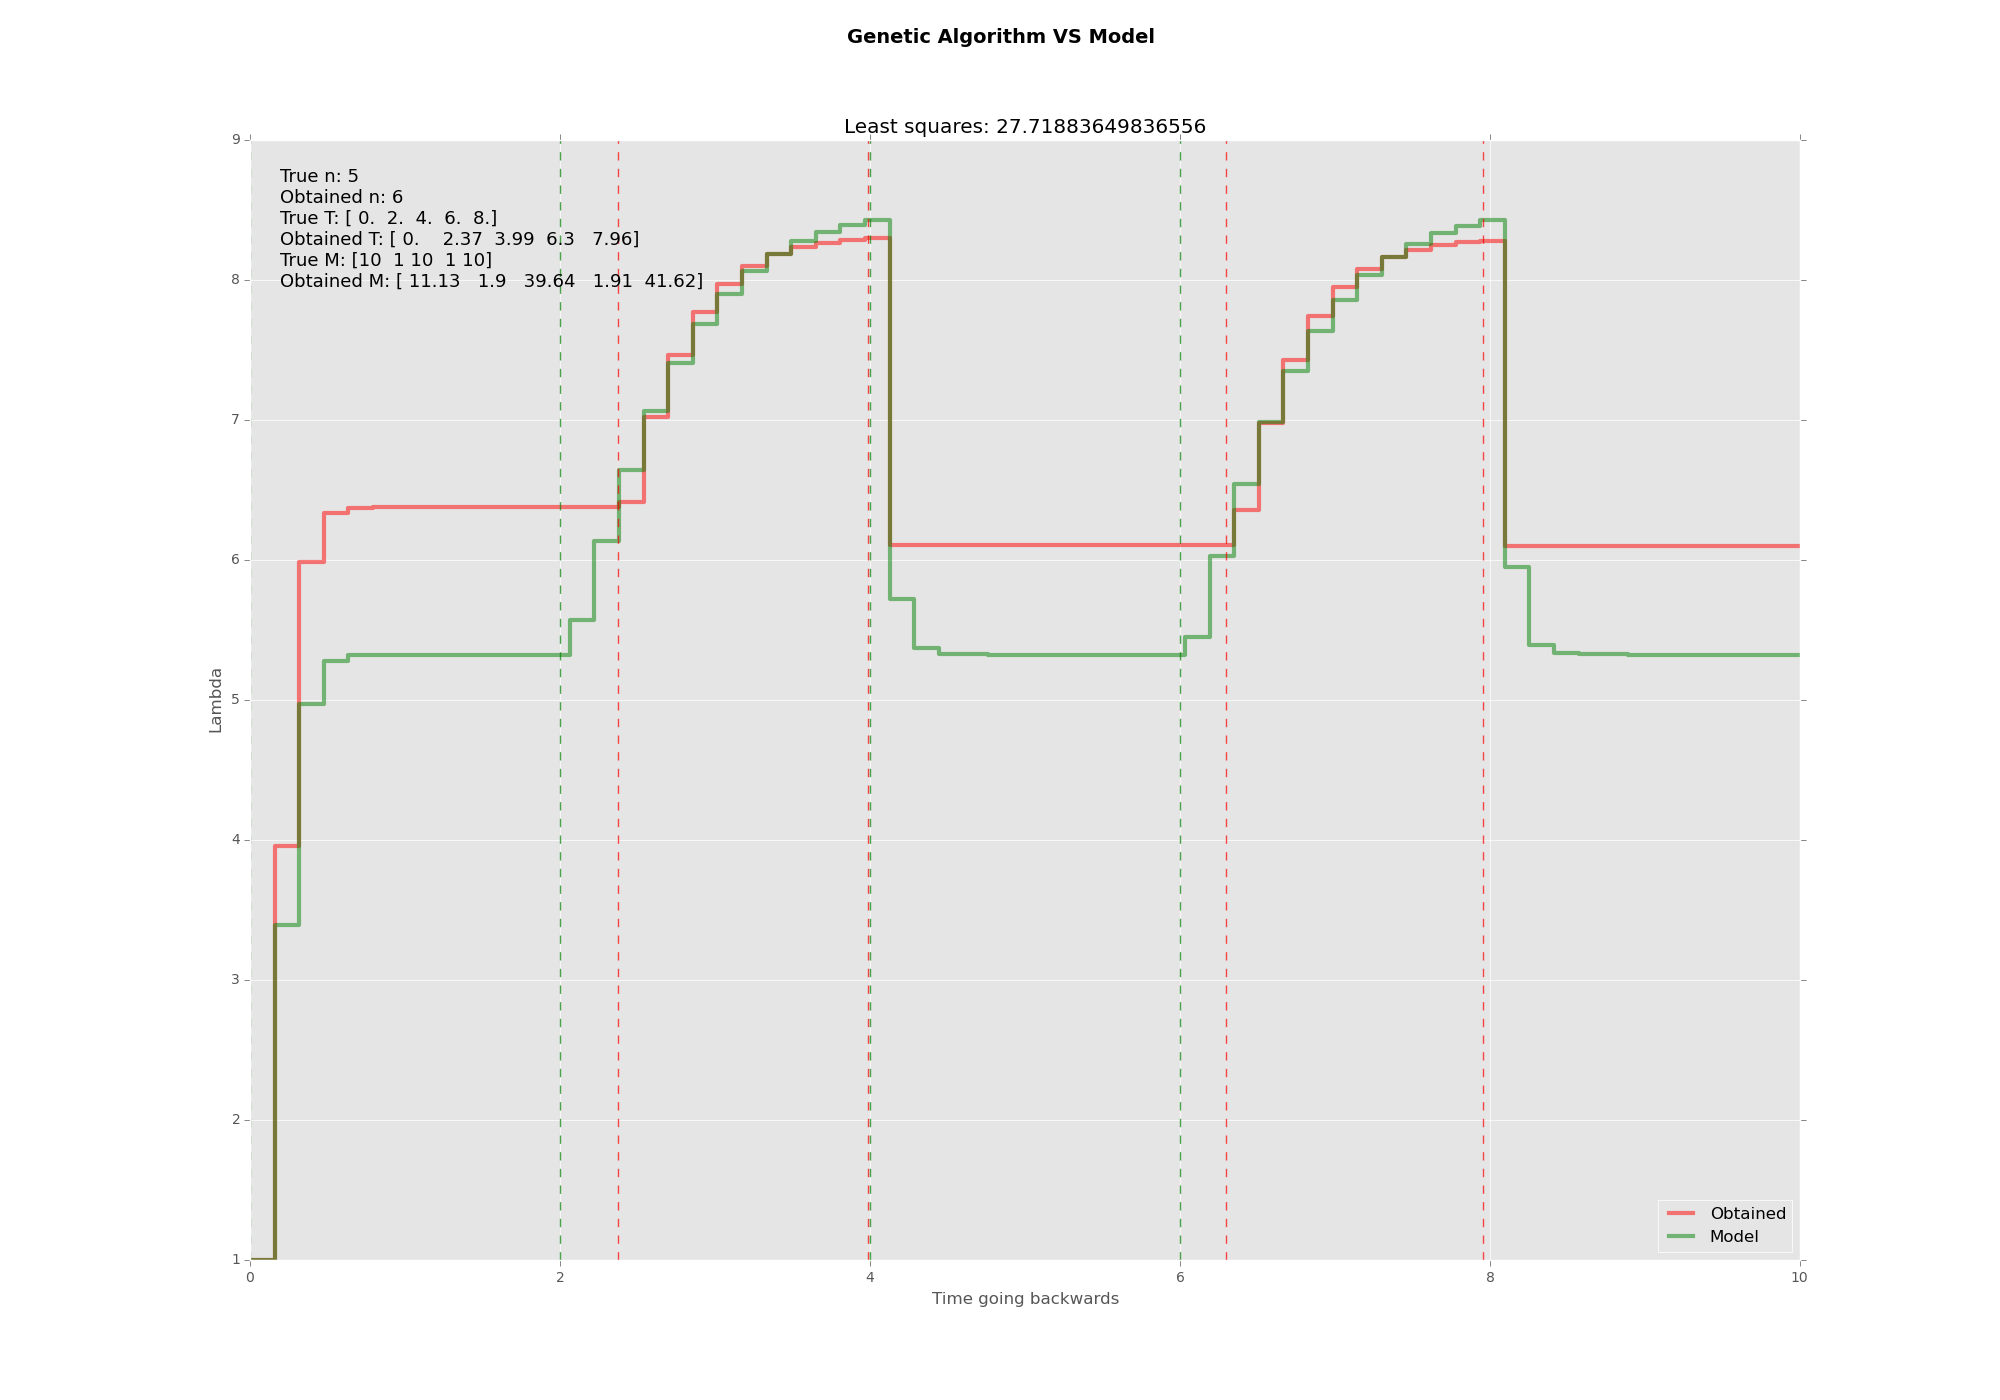 Genetic Algorithm VS Model
Least squares: 27.71883649836556
True n: 5
Obtained n: 6
True T: [ 0.  2.  4.  6.  8.]
Obtained T: [ 0.    2.37  3.99  6.3   7.96]
True M: [10  1 10  1 10]
Obtained M: [ 11.13   1.9   39.64   1.91  41.62]
9
8
7
6
5
4
3
2
1
Lambda
0 2 4 6 8 10
Time going backwards
Obtained
Model